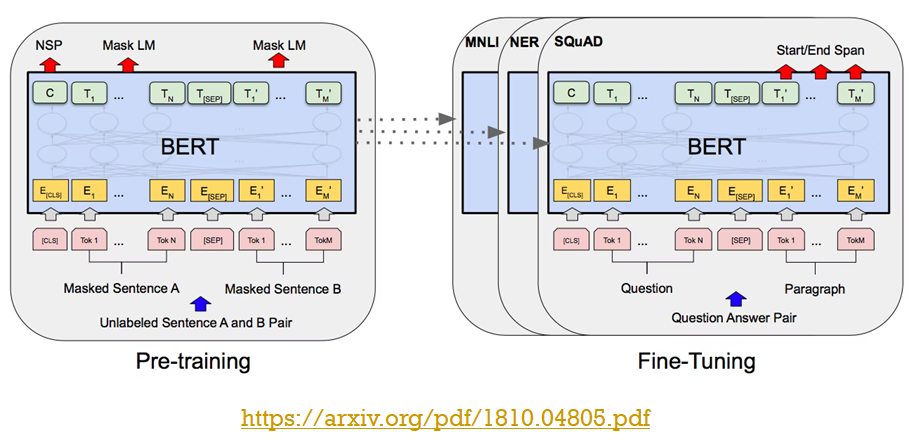 NSP Mask LM Mask LM
C T1 ... TN T[SEP] T1' ... TM'
BERT
E[CLS] E1 ... EN E[SEP] E1' ... EM'
[CLS] Tok 1 ... Tok N [SEP] Tok 1 ... TokM
Masked Sentence A Masked Sentence B
Unlabeled Sentence A and B Pair
Pre-training
MNLI NER SQuAD
Start/End Span
C T1 ... TN T[SEP] T1' ... TM'
BERT
E[CLS] E1 ... EN E[SEP] E1' ... EM'
[CLS] Tok 1 ... Tok N [SEP] Tok 1 ... TokM
Question Paragraph
Question Answer Pair
Fine-Tuning
https://arxiv.org/pdf/1810.04805.pdf